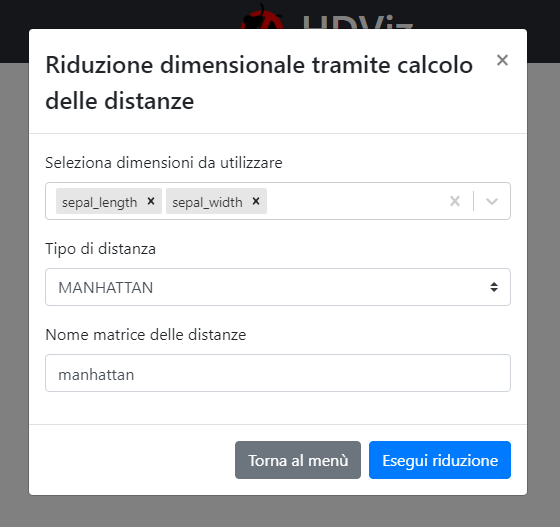 HDViz
Riduzione dimensionale tramite calcolo
delle distanze
×
Seleziona dimensioni da utilizzare
sepal_length × sepal_width ×
Tipo di distanza
MANHATTAN
Nome matrice delle distanze
manhattan
Torna al menù Esegui riduzione